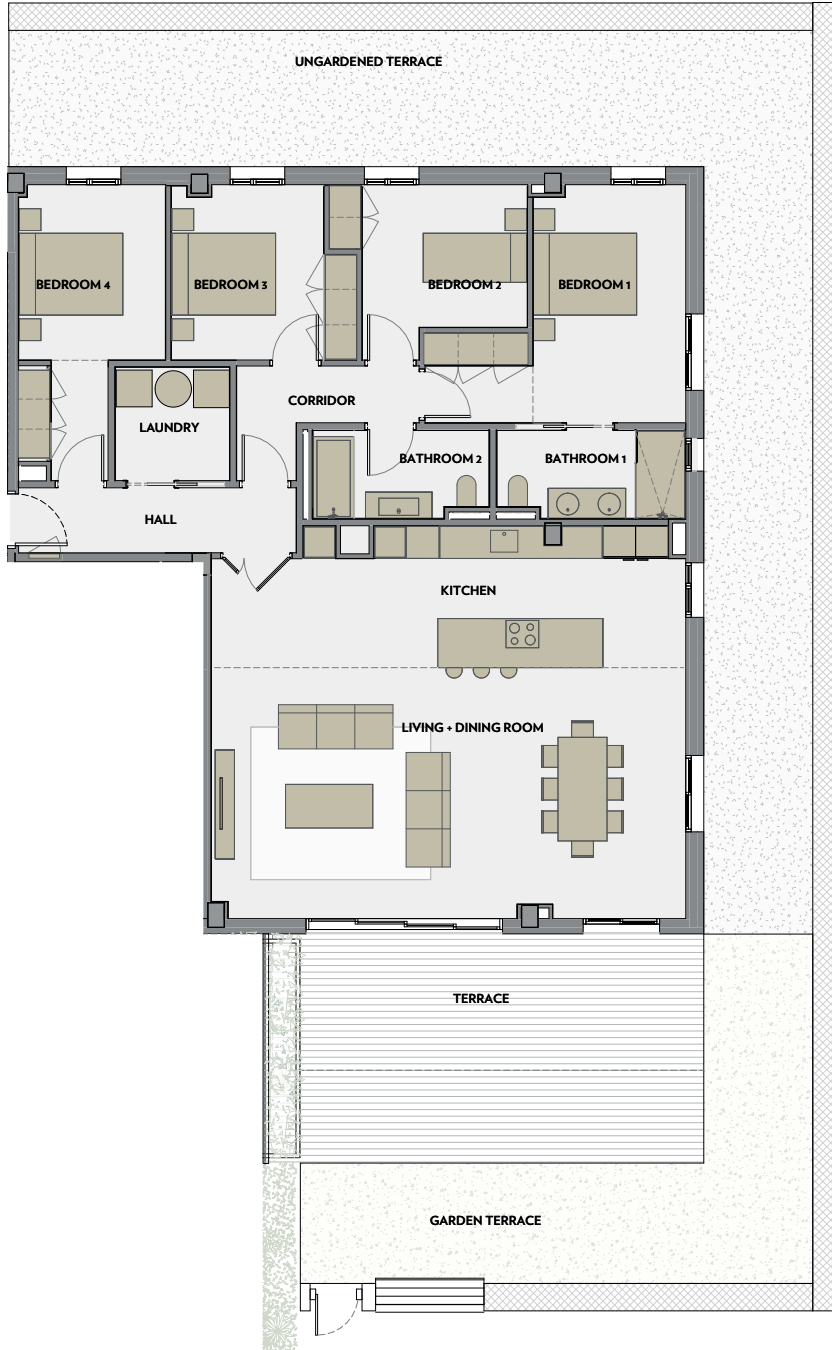 UNGARDENED TERRACE
BEDROOM 4
BEDROOM 3
BEDROOM 2
BEDROOM 1
CORRIDOR
LAUNDRY
BATHROOM 2
BATHROOM 1
HALL
KITCHEN
LIVING + DINING ROOM
TERRACE
GARDEN TERRACE